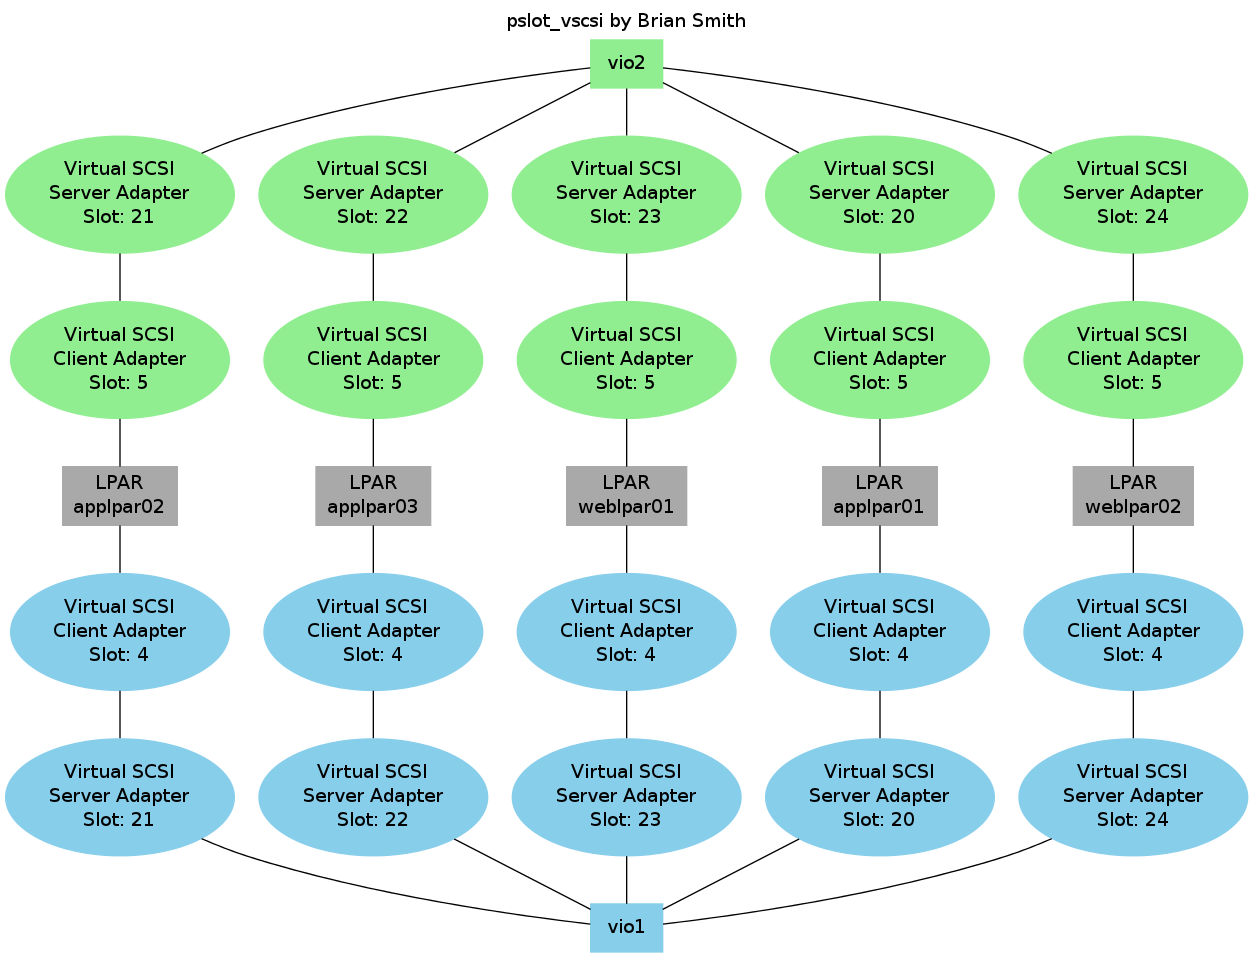 pslot_vscsi by Brian Smith
vio2
Virtual SCSI
Server Adapter
Slot: 21
Virtual SCSI
Server Adapter
Slot: 22
Virtual SCSI
Server Adapter
Slot: 23
Virtual SCSI
Server Adapter
Slot: 20
Virtual SCSI
Server Adapter
Slot: 24
Virtual SCSI
Client Adapter
Slot: 5
Virtual SCSI
Client Adapter
Slot: 5
Virtual SCSI
Client Adapter
Slot: 5
Virtual SCSI
Client Adapter
Slot: 5
Virtual SCSI
Client Adapter
Slot: 5
LPAR
applpar02
LPAR
applpar03
LPAR
weblpar01
LPAR
applpar01
LPAR
weblpar02
Virtual SCSI
Client Adapter
Slot: 4
Virtual SCSI
Client Adapter
Slot: 4
Virtual SCSI
Client Adapter
Slot: 4
Virtual SCSI
Client Adapter
Slot: 4
Virtual SCSI
Client Adapter
Slot: 4
Virtual SCSI
Server Adapter
Slot: 21
Virtual SCSI
Server Adapter
Slot: 22
Virtual SCSI
Server Adapter
Slot: 23
Virtual SCSI
Server Adapter
Slot: 20
Virtual SCSI
Server Adapter
Slot: 24
vio1